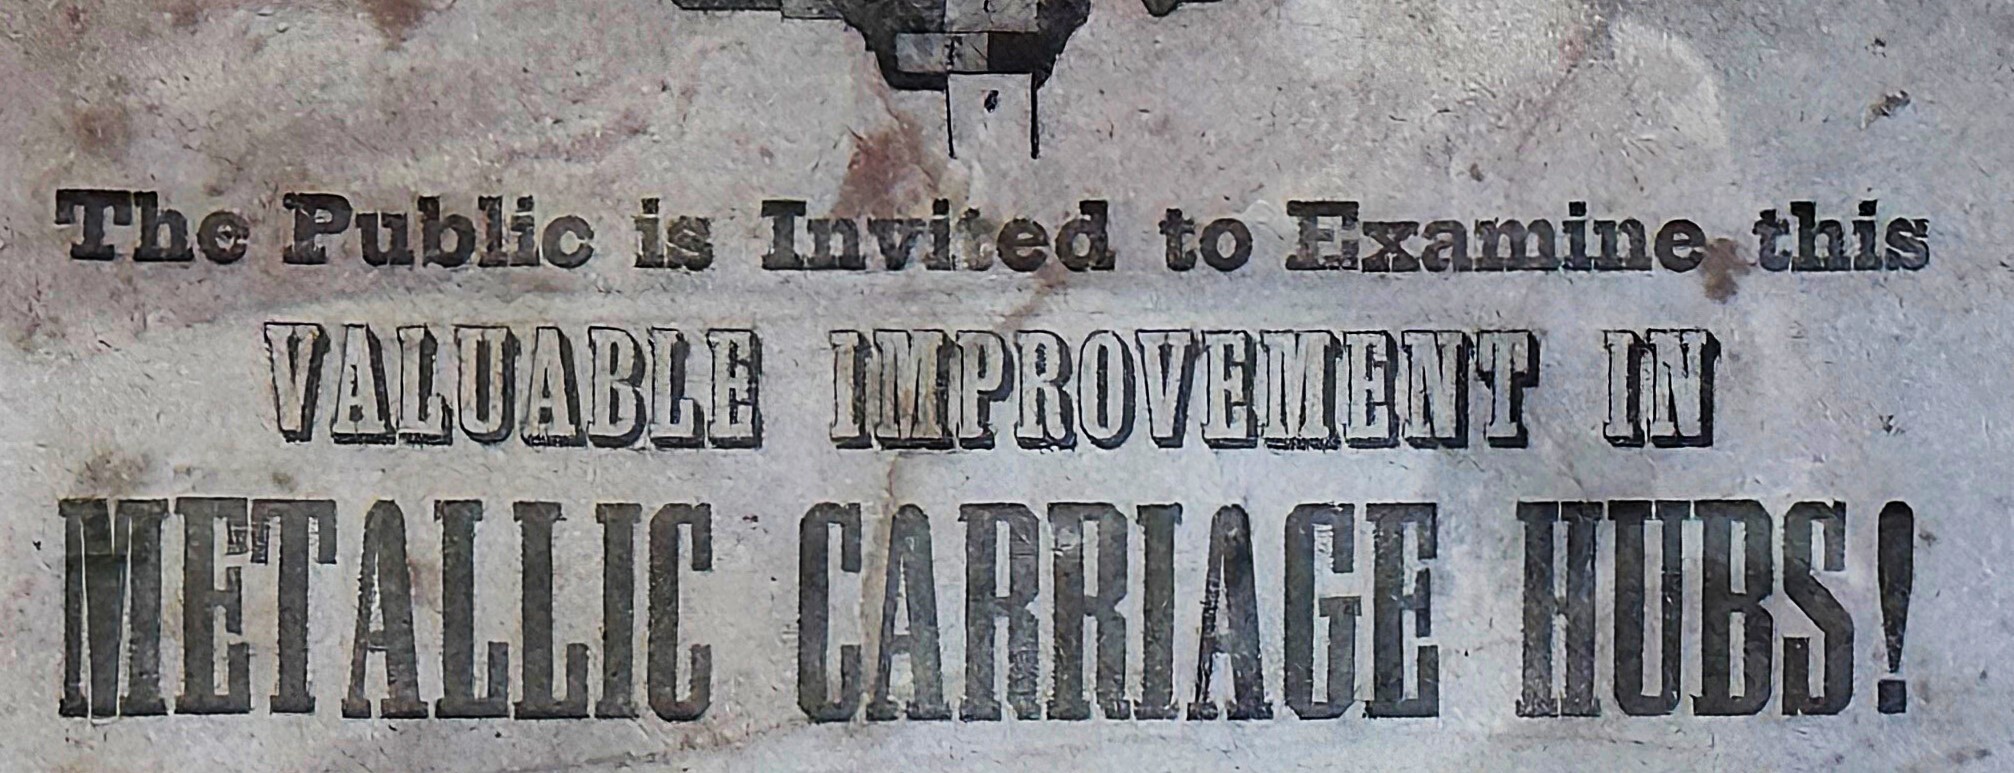 The Public is Invited to Examine this
VALUABLE IMPROVEMENT IN
METALLIC CARRIAGE HUBS!